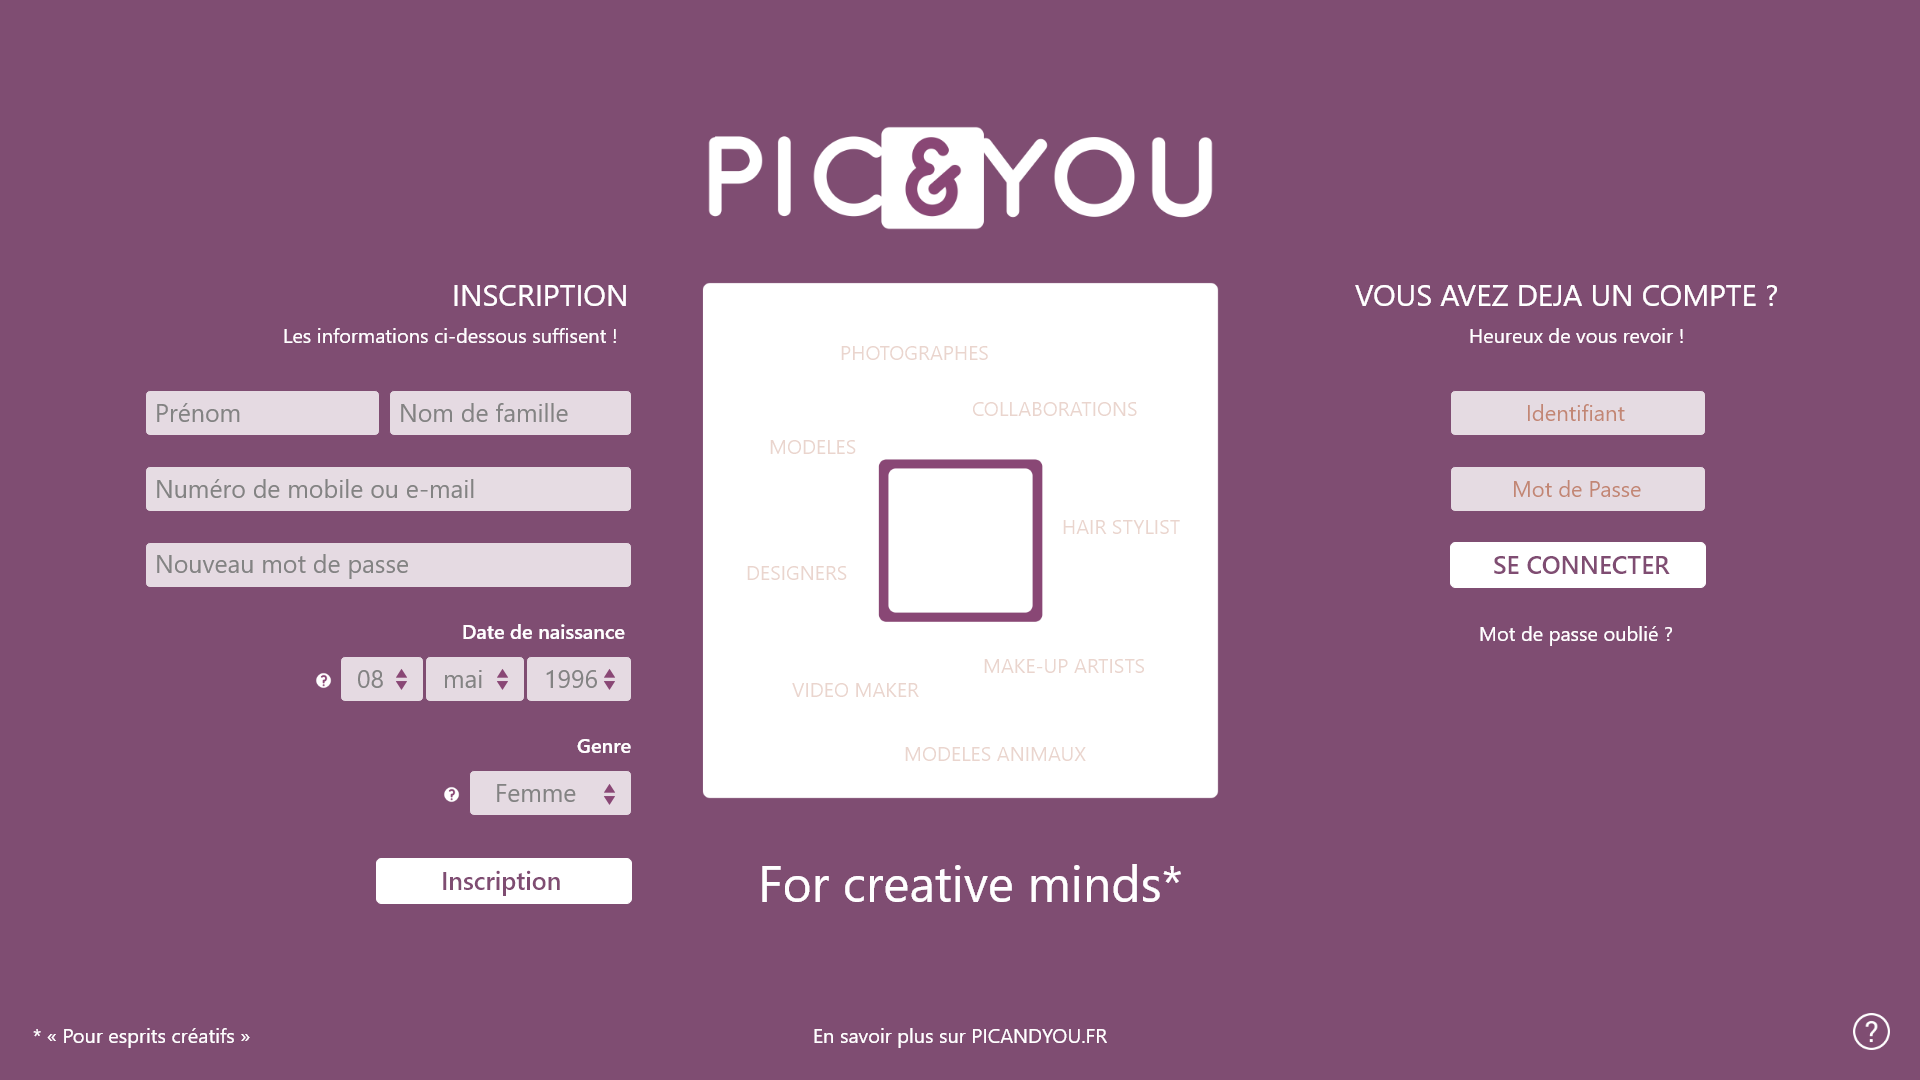 PIC&YOU
INSCRIPTION
Les informations ci-dessous suffisent !
Prénom
Nom de famille
Numéro de mobile ou e-mail
Nouveau mot de passe
Date de naissance
? 08 mai 1996
Genre
? Femme
Inscription
PHOTOGRAPHES
COLLABORATIONS
MODELES
HAIR STYLIST
DESIGNERS
MAKE-UP ARTISTS
VIDEO MAKER
MODELES ANIMAUX
For creative minds*
VOUS AVEZ DEJA UN COMPTE ?
Heureux de vous revoir !
Identifiant
Mot de Passe
SE CONNECTER
Mot de passe oublié ?
* « Pour esprits créatifs »
En savoir plus sur PICANDYOU.FR
?